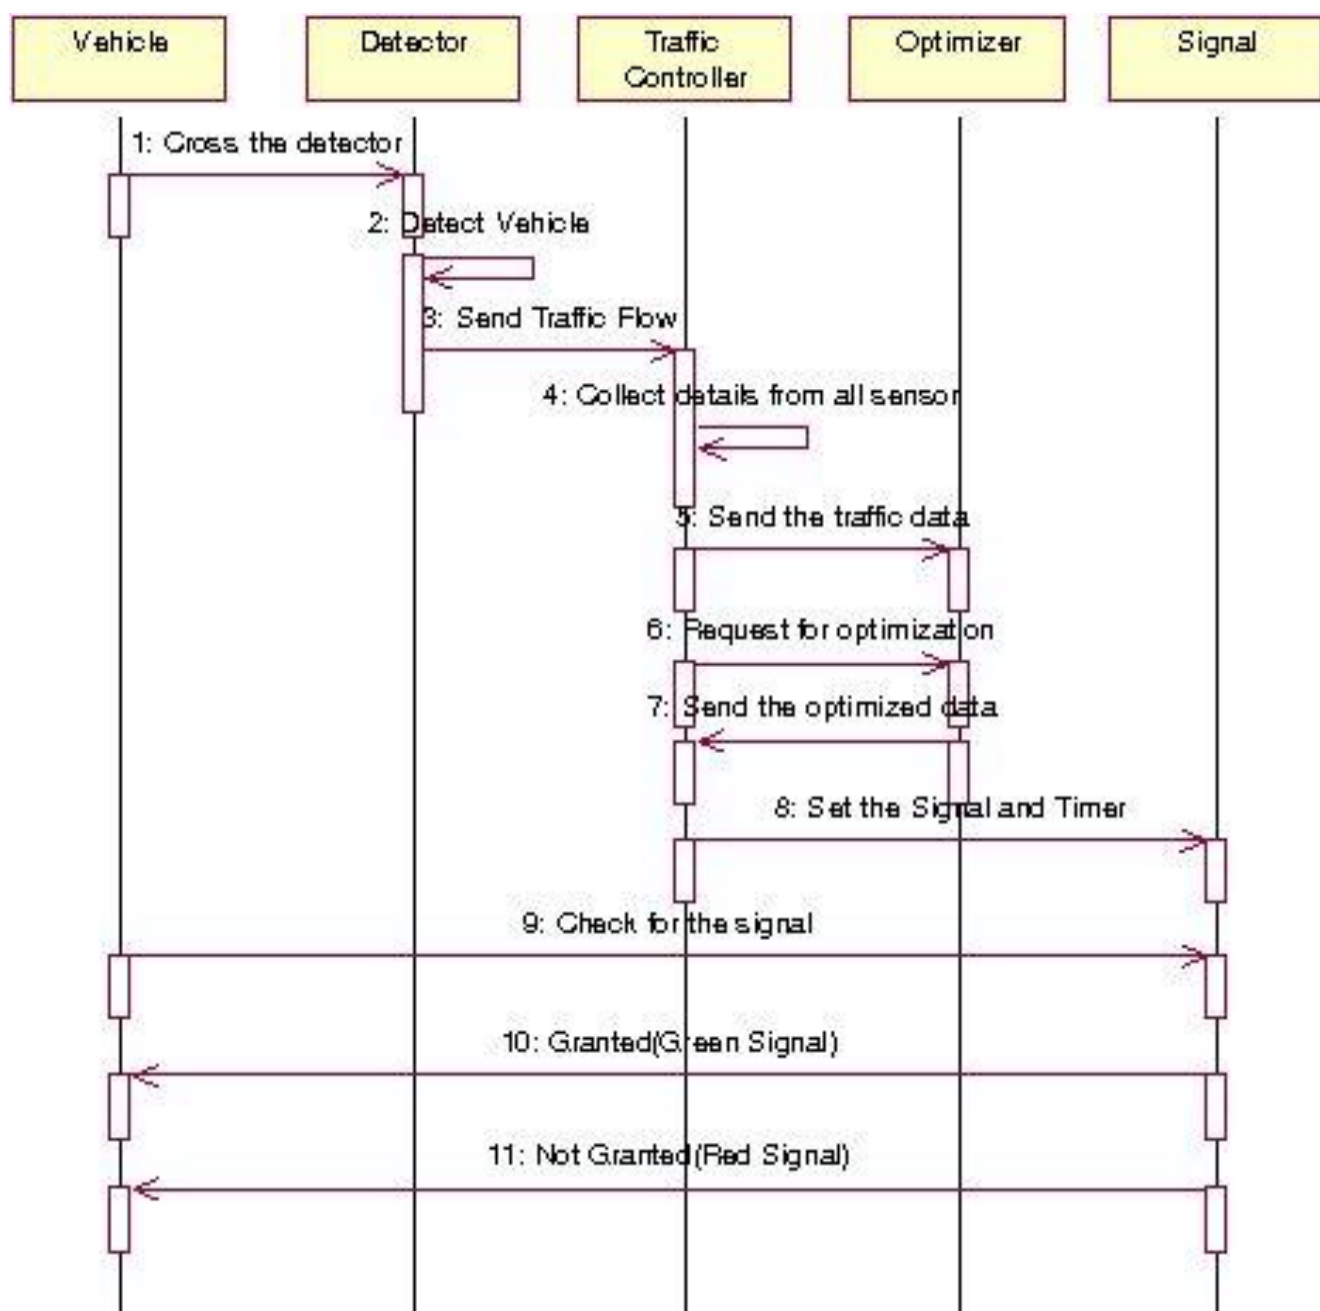 Vehicle
Detector
Traffic
Controller
Optimizer
Signal
1: Cross the detector
2: Detect Vehicle
3: Send Traffic Flow
4: Collect details from all sensor
5: Send the traffic data
6: Request for optimization
7: Send the optimized data
8: Set the Signal and Timer
9: Check for the signal
10: Granted(Green Signal)
11: Not Granted(Red Signal)